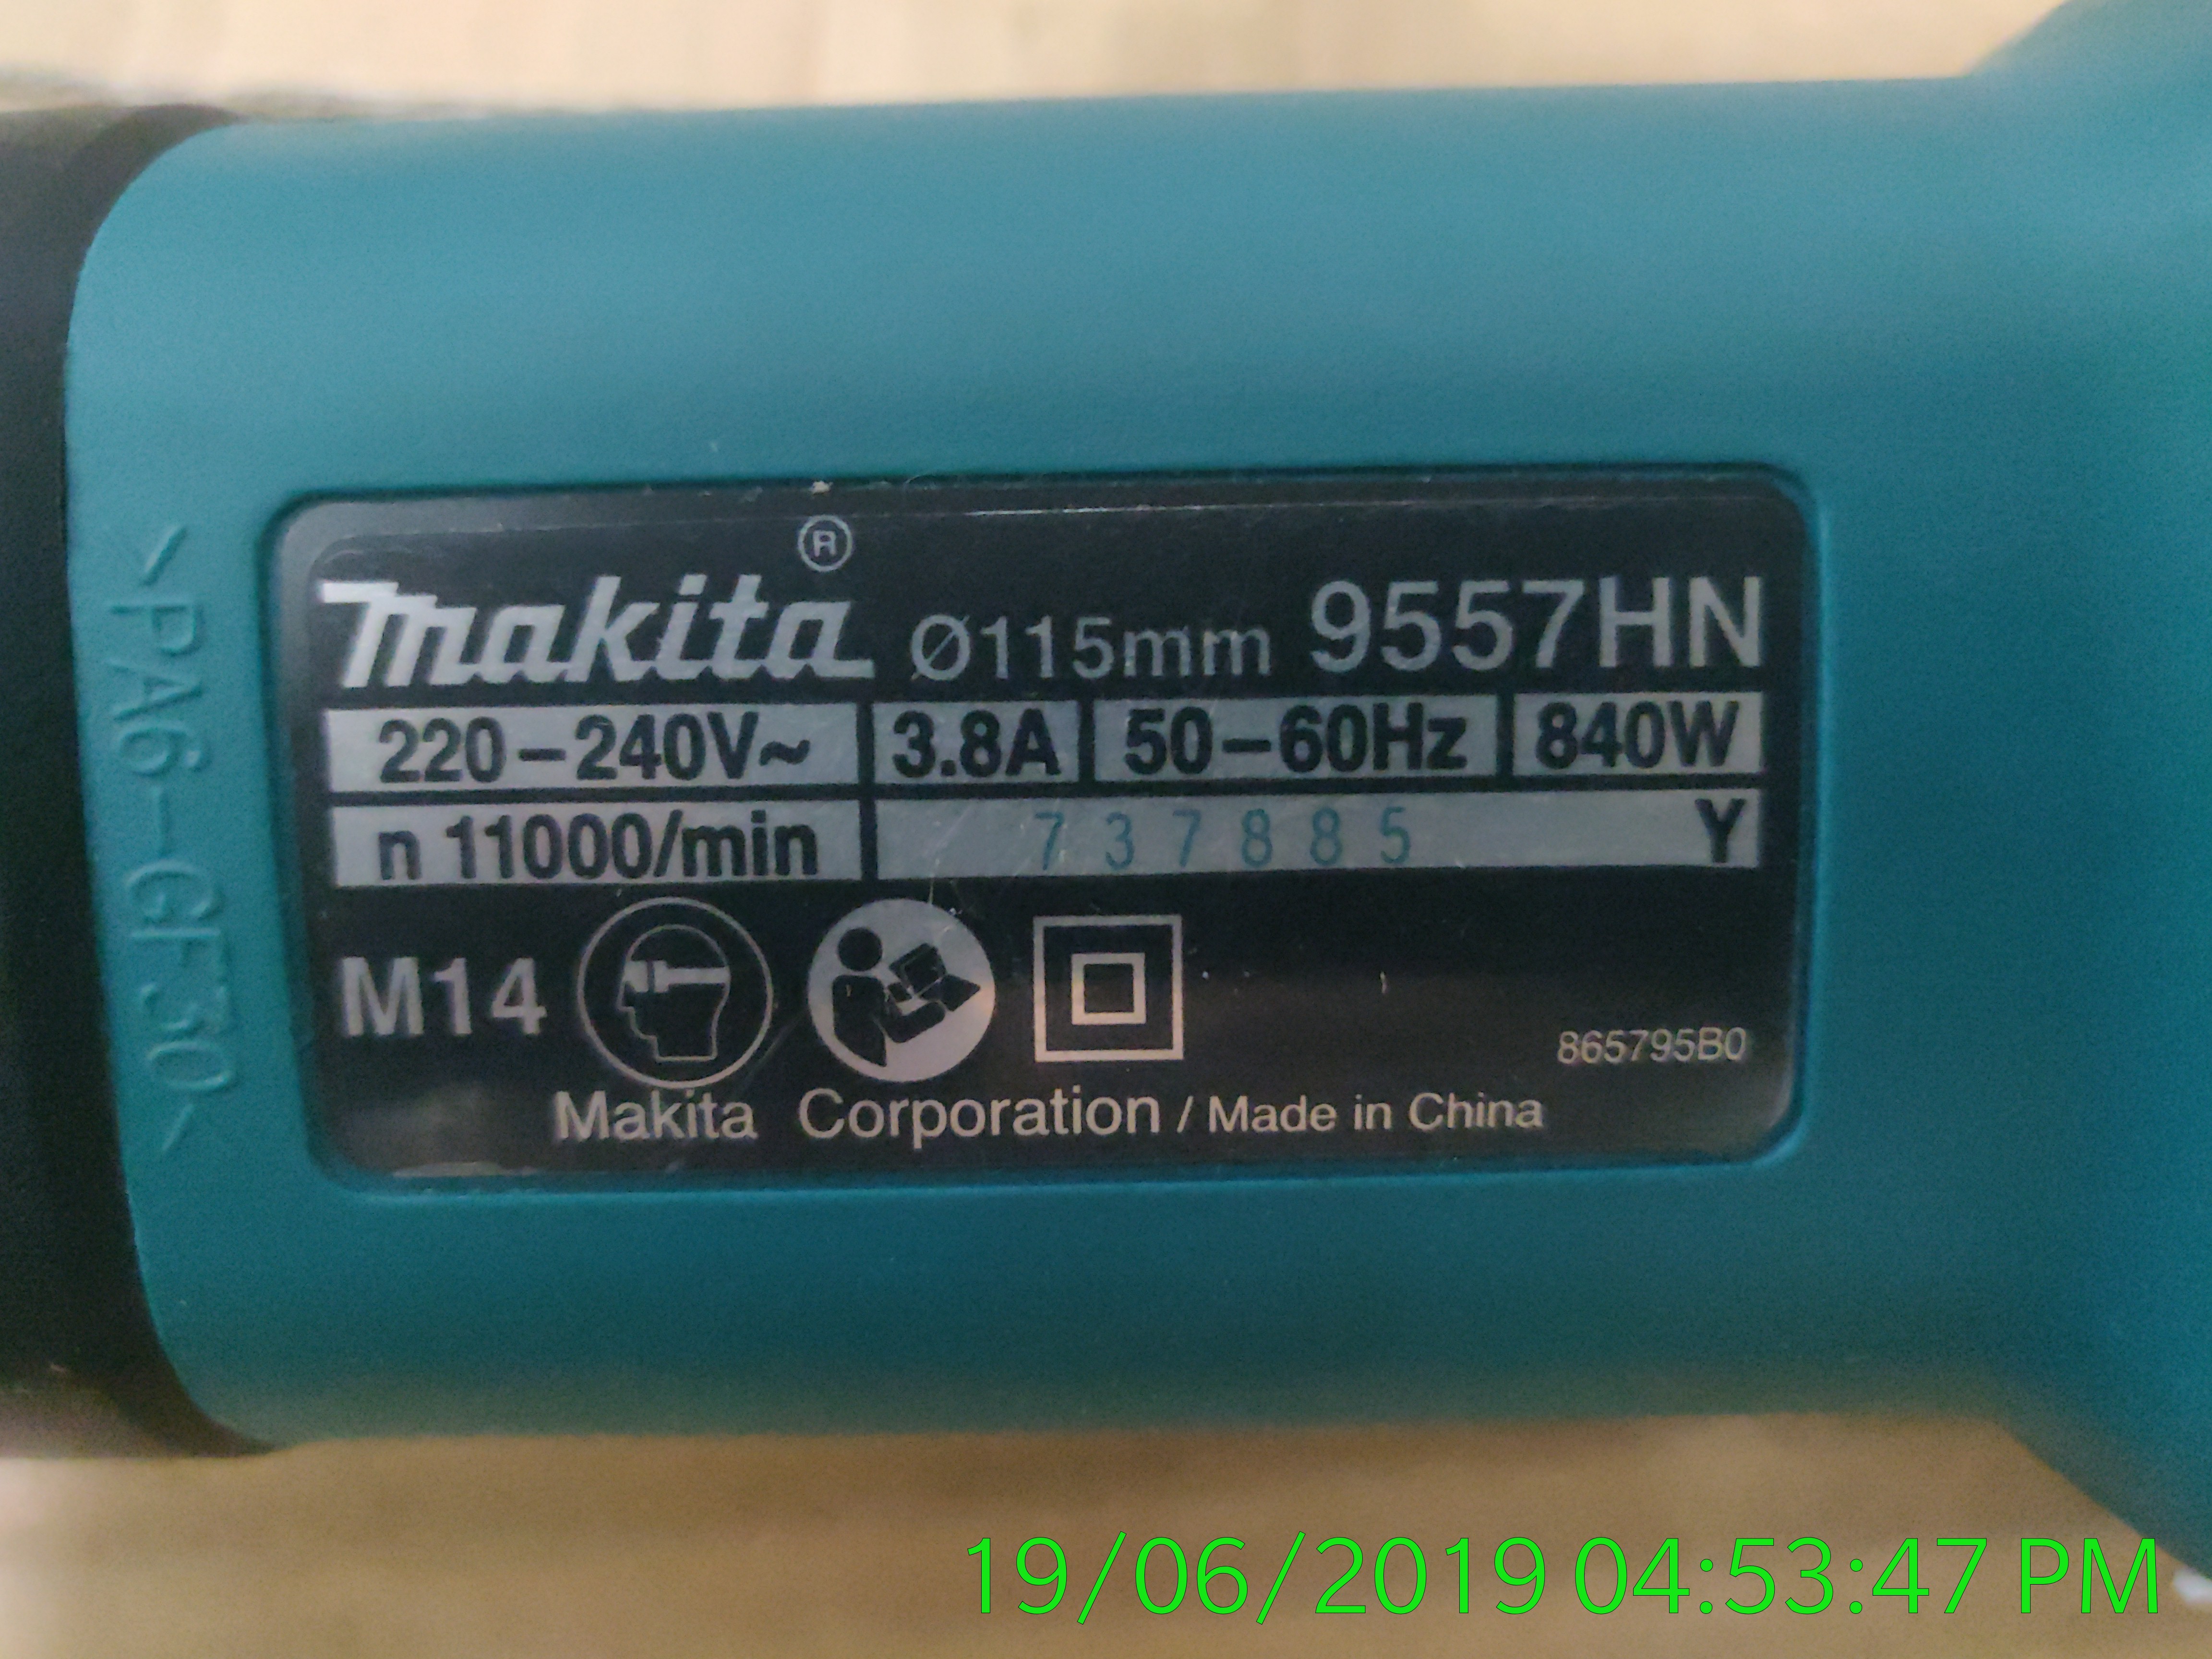 makita® Ø115mm 9557HN
220–240V~ 3.8A 50–60Hz 840W
n 11000/min 737885 Y
M14
865795B0
Makita Corporation / Made in China
>PA6-GF30<
19/06/2019 04:53:47 PM